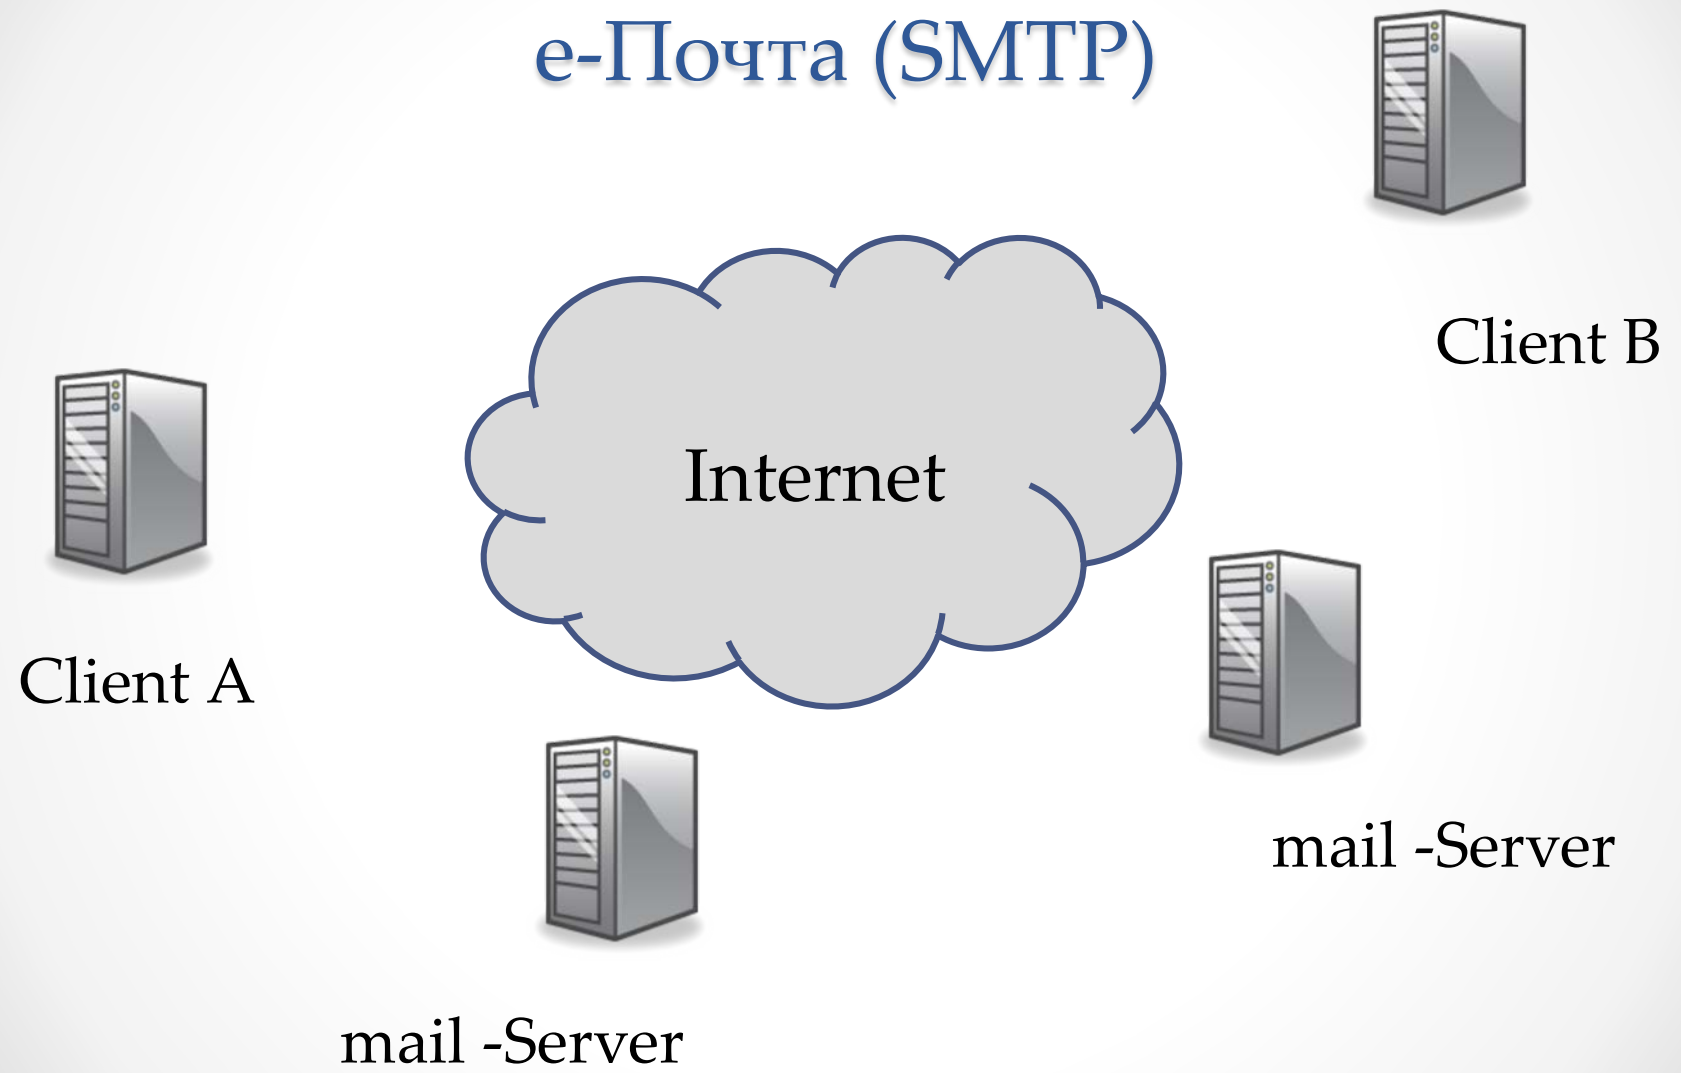 е-Почта (SMTP)
Client B
Internet
Client A
mail -Server
mail -Server